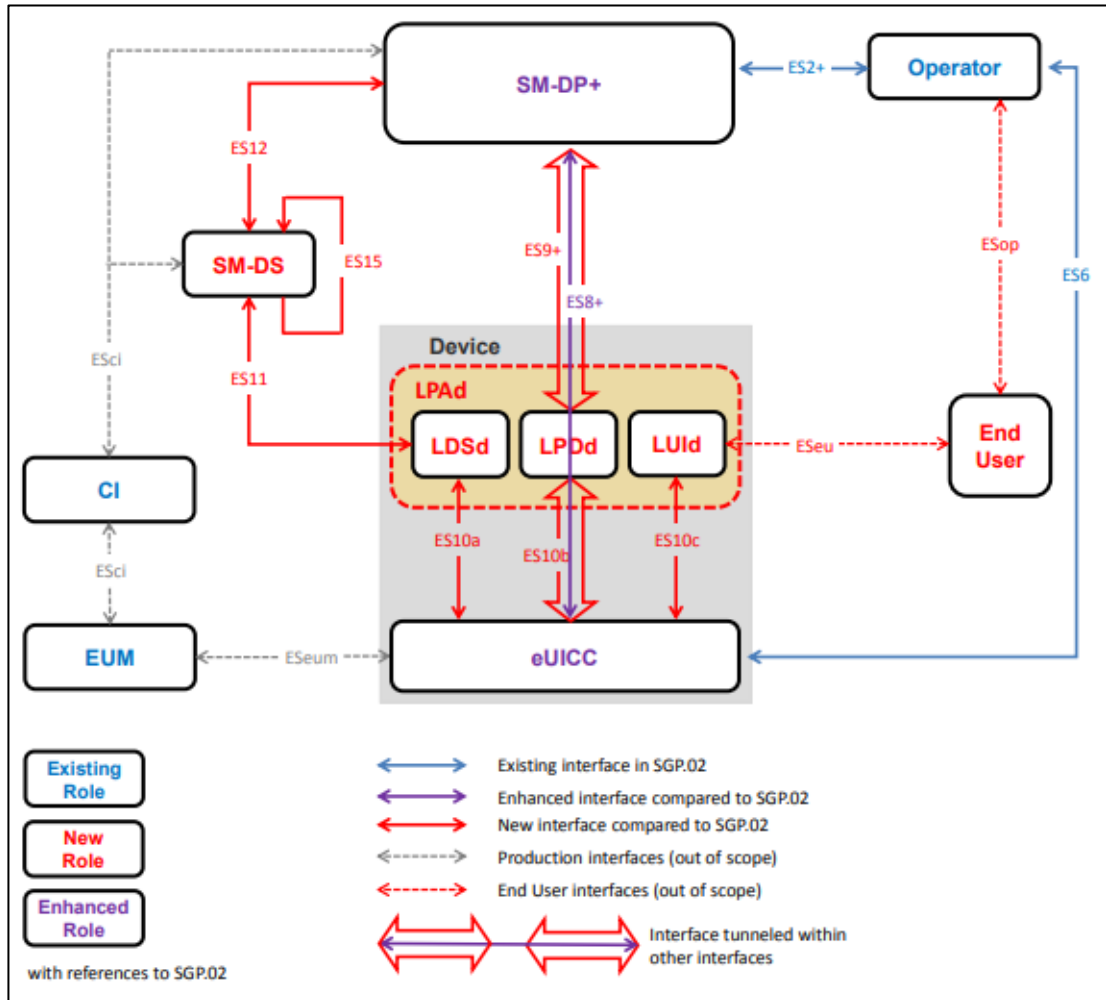 SM-DP+
ES2+
Operator
ES12
SM-DS
ES15
ES9+
ES8+
ESop
ES6
ESci
ES11
Device
LPAd
LDSd
LPDd
LUId
ESeu
End
User
CI
ESci
ES10a
ES10b
ES10c
EUM
ESeum
eUICC
Existing
Role
New
Role
Enhanced
Role
with references to SGP.02
Existing interface in SGP.02
Enhanced interface compared to SGP.02
New interface compared to SGP.02
Production interfaces (out of scope)
End User interfaces (out of scope)
Interface tunneled within
other interfaces